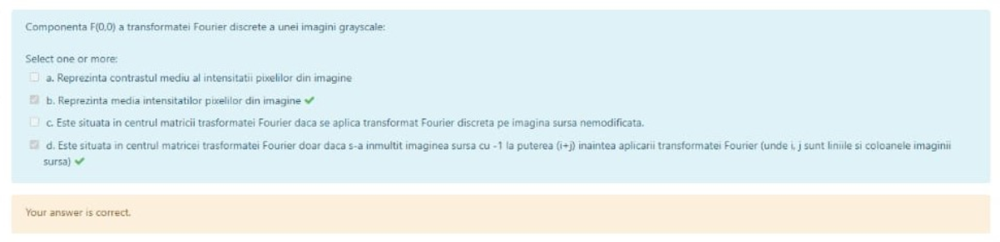 Componenta F(0,0) a transformatei Fourier discrete a unei imagini grayscale:
Select one or more:
a. Reprezinta contrastul mediu al intensitatii pixelilor din imagine
b. Reprezinta media intensitatilor pixelilor din imagine
c. Este situata in centrul matricii trasformatei Fourier daca se aplica transformat Fourier discreta pe imagina sursa nemodificata.
d. Este situata in centrul matricei trasformatei Fourier doar daca s-a inmultit imaginea sursa cu -1 la puterea (i+j) inaintea aplicarii transformatei Fourier (unde i, j sunt liniile si coloanele imaginii
sursa)
Your answer is correct.